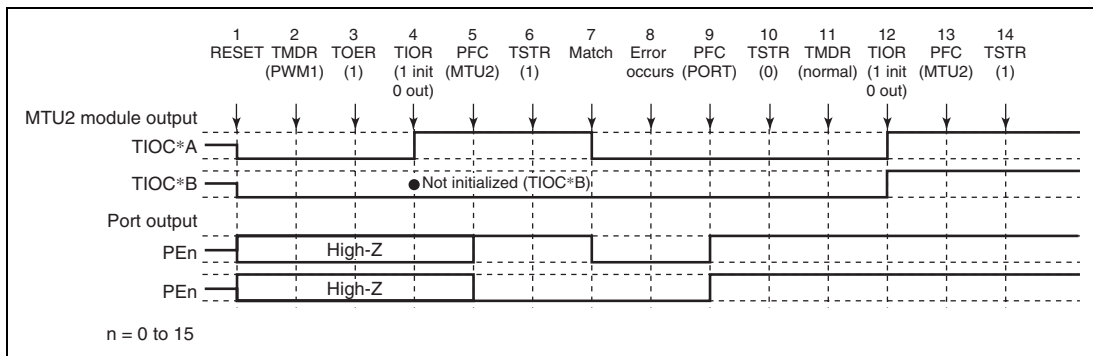 1 2 3 4 5 6 7 8 9 10 11 12 13 14
RESET TMDR TOER TIOR PFC TSTR Match Error PFC TSTR TMDR TIOR PFC TSTR
(PWM1) (1) (1 init (MTU2) (1) occurs (PORT) (0) (normal) (1 init (MTU2) (1)
0 out) 0 out)
MTU2 module output
TIOC*A
TIOC*B
Not initialized (TIOC*B)
Port output
PEn
High-Z
PEn
High-Z
n = 0 to 15